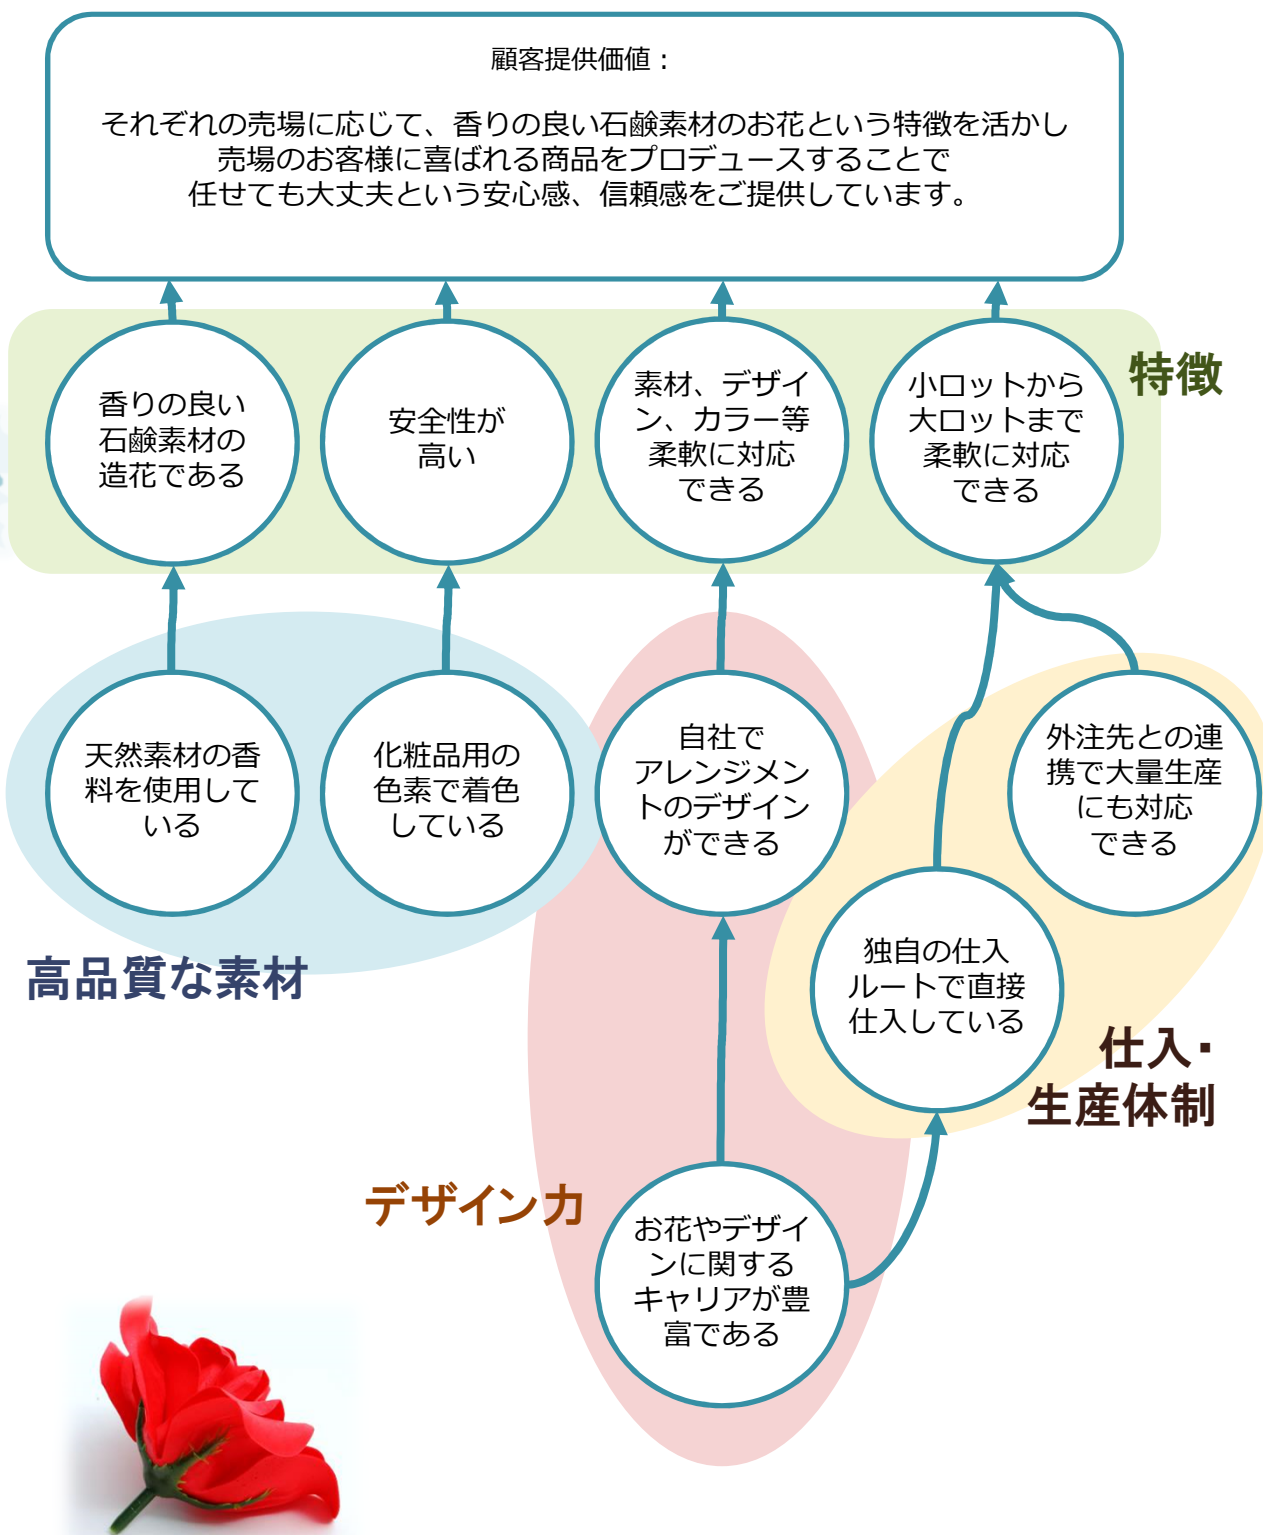 顧客提供価値：
それぞれの売場に応じて、香りの良い石鹸素材のお花という特徴を活かし
売場のお客様に喜ばれる商品をプロデュースすることで
任せても大丈夫という安心感、信頼感をご提供しています。
特徴
香りの良い
石鹸素材の
造花である
安全性が
高い
素材、デザイ
ン、カラー等
柔軟に対応
できる
小ロットから
大ロットまで
柔軟に対応
できる
天然素材の香
料を使用して
いる
化粧品用の
色素で着色
している
自社で
アレンジメン
トのデザイン
ができる
外注先との連
携で大量生産
にも対応
できる
高品質な素材
独自の仕入
ルートで直接
仕入している
仕入・
生産体制
デザイン力
お花やデザイ
ンに関する
キャリアが豊
富である